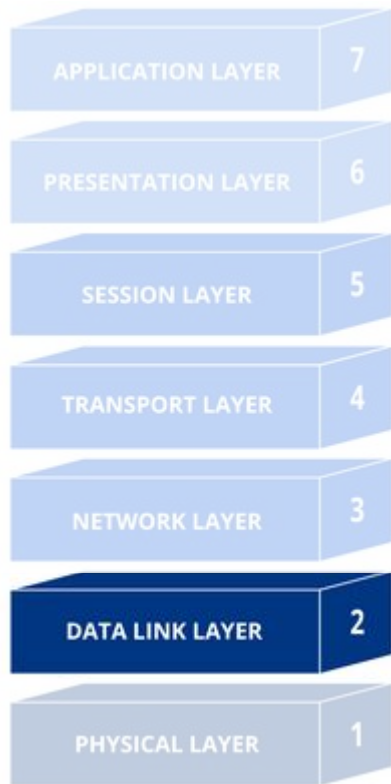 APPLICATION LAYER 7
PRESENTATION LAYER 6
SESSION LAYER 5
TRANSPORT LAYER 4
NETWORK LAYER 3
DATA LINK LAYER 2
PHYSICAL LAYER 1